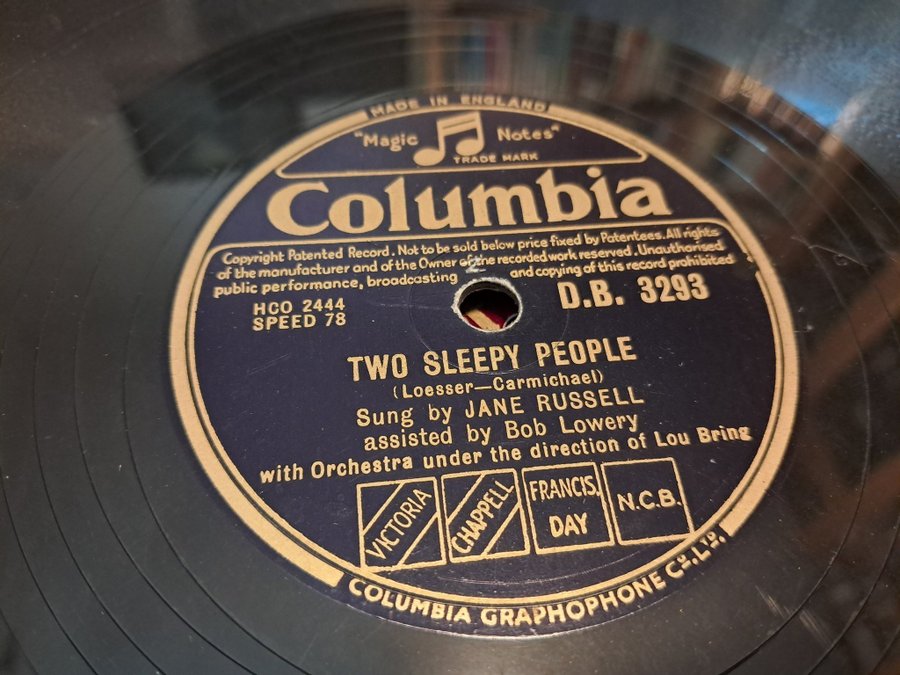 MADE IN ENGLAND
"Magic Notes"
TRADE MARK
Columbia
Copyright Patented Record. Not to be sold below price fixed by Patentees. All rights
of the manufacturer and of the Owner of the recorded work reserved. Unauthorised
public performance, broadcasting and copying of this record prohibited
HCO 2444
SPEED 78
D.B. 3293
TWO SLEEPY PEOPLE
(Loesser—Carmichael)
Sung by JANE RUSSELL
assisted by Bob Lowery
with Orchestra under the direction of Lou Bring
VICTORIA
CHAPPELL
FRANCIS,
DAY
N.C.B.
COLUMBIA GRAPHOPHONE Co. LTD.